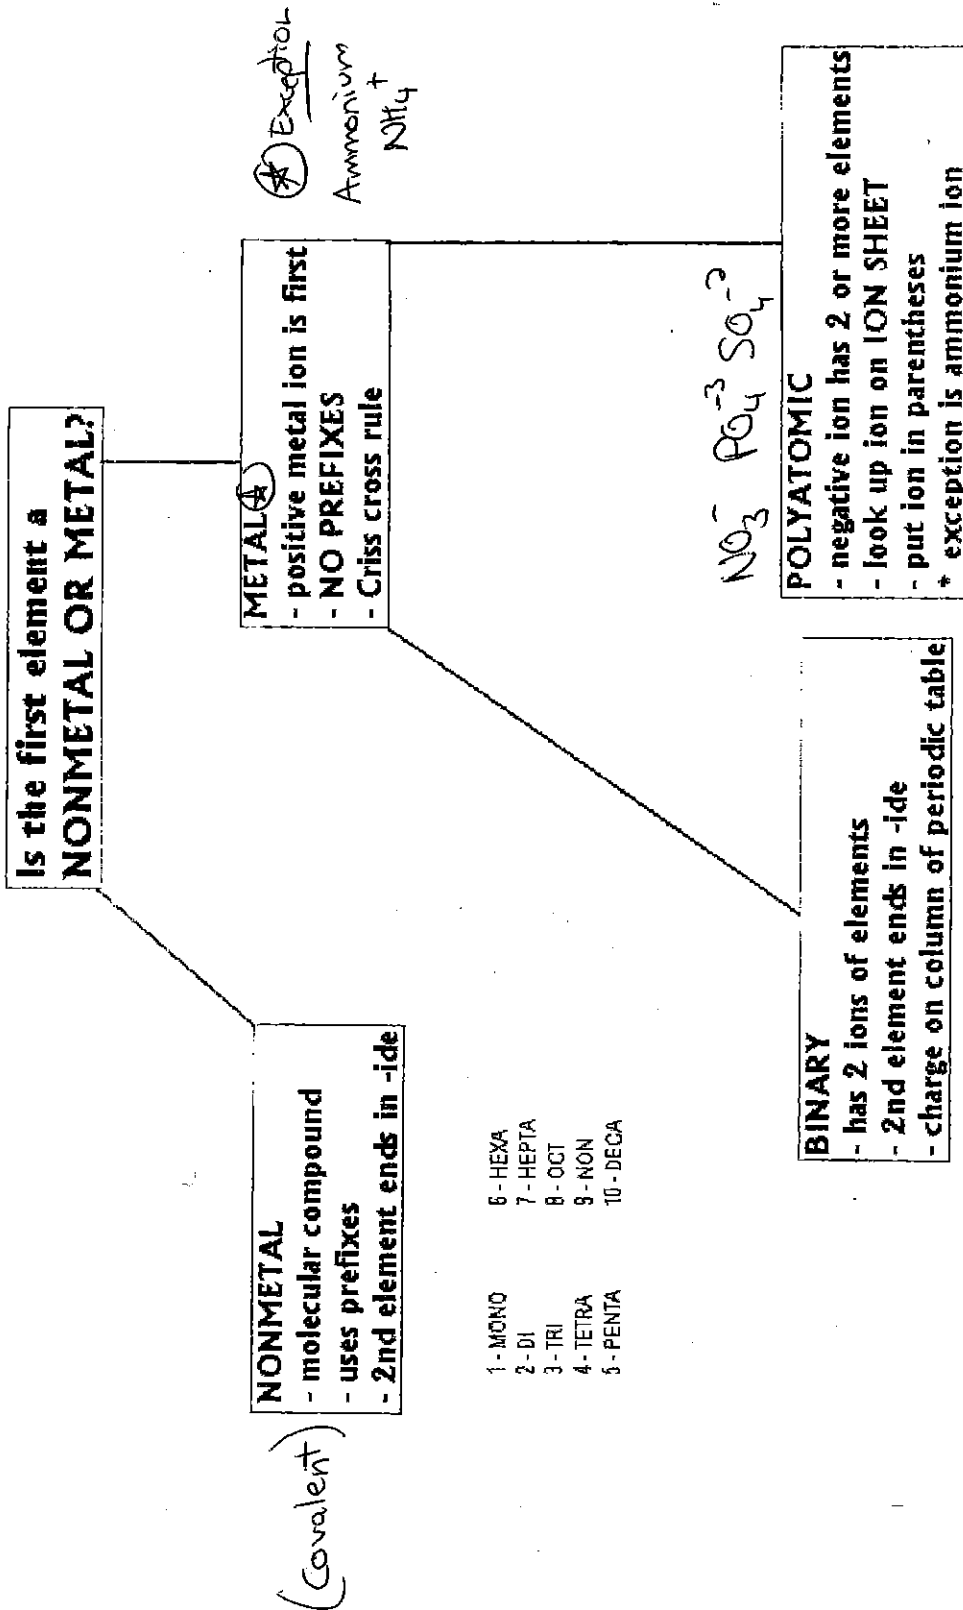 Is the first element a
NONMETAL OR METAL?
(Covalent)
NONMETAL
- molecular compound
- uses prefixes
- 2nd element ends in -ide
METAL ☆
- positive metal ion is first
- NO PREFIXES
- Criss cross rule
☆ Exception
Ammonium
NH4+
1 - MONO
2 - DI
3 - TRI
4 - TETRA
5 - PENTA
6 - HEXA
7 - HEPTA
8 - OCT
9 - NON
10 - DECA
BINARY
- has 2 ions of elements
- 2nd element ends in -ide
- charge on column of periodic table
NO3- PO4-3 SO4-2
POLYATOMIC
- negative ion has 2 or more elements
- look up ion on ION SHEET
- put ion in parentheses
* exception is ammonium ion